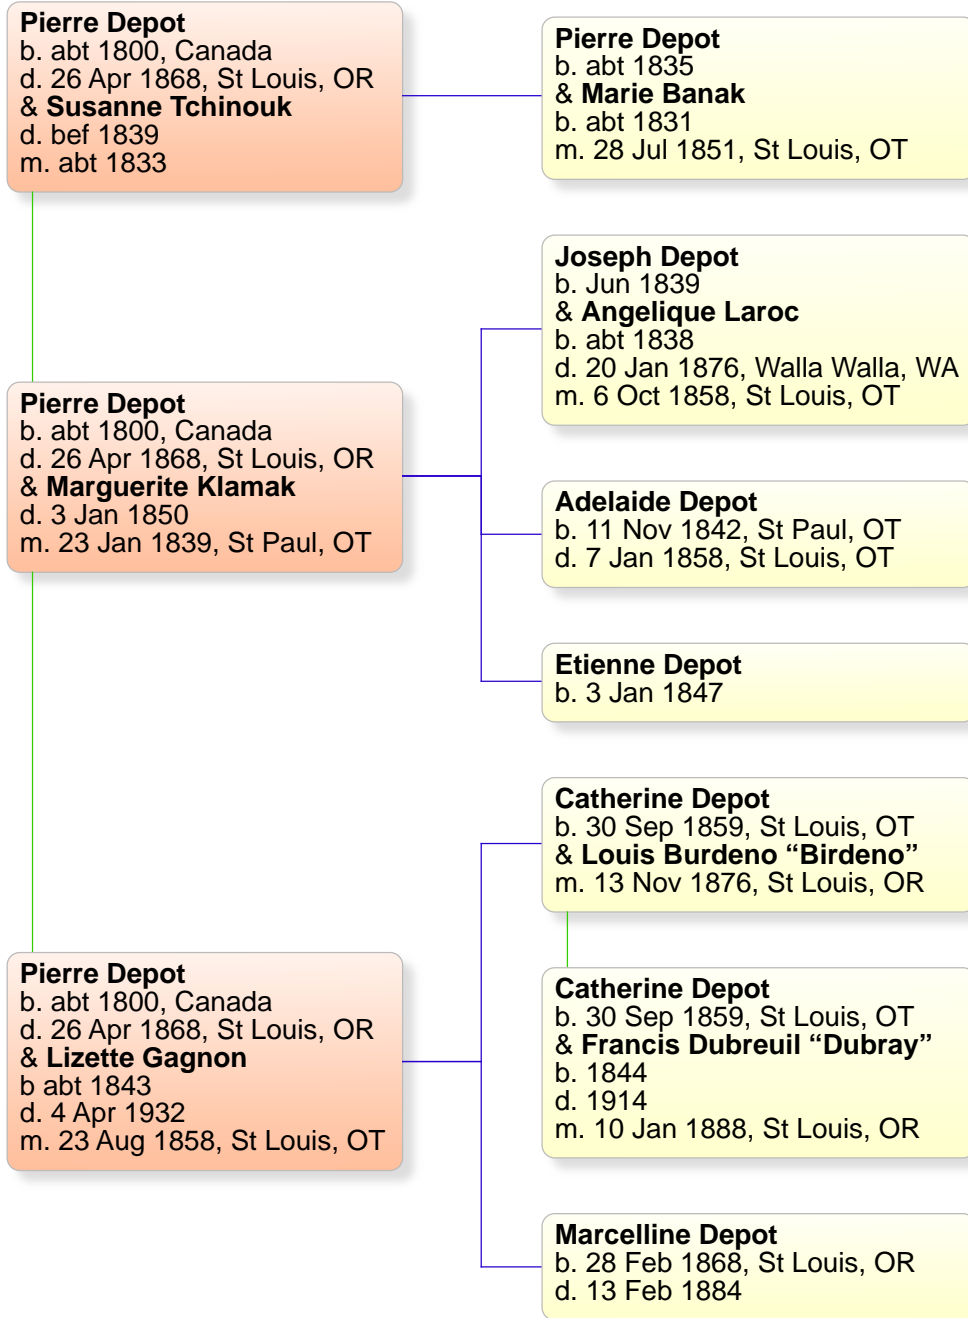 Pierre Depot
b. abt 1800, Canada
d. 26 Apr 1868, St Louis, OR
& Susanne Tchinouk
d. bef 1839
m. abt 1833
Pierre Depot
b. abt 1835
& Marie Banak
b. abt 1831
m. 28 Jul 1851, St Louis, OT
Joseph Depot
b. Jun 1839
& Angelique Laroc
b. abt 1838
d. 20 Jan 1876, Walla Walla, WA
m. 6 Oct 1858, St Louis, OT
Pierre Depot
b. abt 1800, Canada
d. 26 Apr 1868, St Louis, OR
& Marguerite Klamak
d. 3 Jan 1850
m. 23 Jan 1839, St Paul, OT
Adelaide Depot
b. 11 Nov 1842, St Paul, OT
d. 7 Jan 1858, St Louis, OT
Etienne Depot
b. 3 Jan 1847
Catherine Depot
b. 30 Sep 1859, St Louis, OT
& Louis Burdeno “Birdeno”
m. 13 Nov 1876, St Louis, OR
Pierre Depot
b. abt 1800, Canada
d. 26 Apr 1868, St Louis, OR
& Lizette Gagnon
b abt 1843
d. 4 Apr 1932
m. 23 Aug 1858, St Louis, OT
Catherine Depot
b. 30 Sep 1859, St Louis, OT
& Francis Dubreuil “Dubray”
b. 1844
d. 1914
m. 10 Jan 1888, St Louis, OR
Marcelline Depot
b. 28 Feb 1868, St Louis, OR
d. 13 Feb 1884